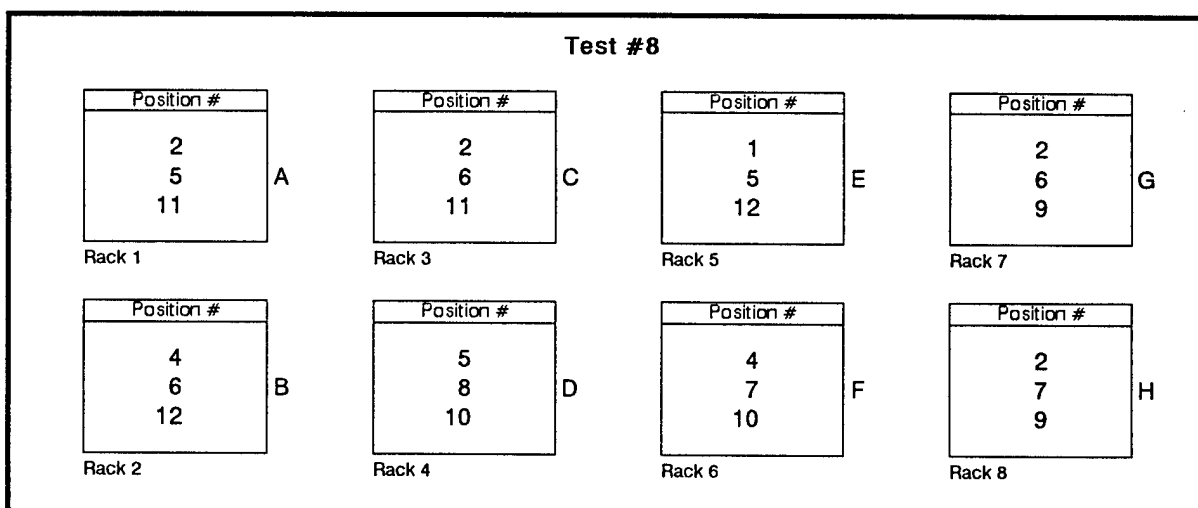 Test #8
Position #
2
5
11
A
Rack 1
Position #
2
6
11
C
Rack 3
Position #
1
5
12
E
Rack 5
Position #
2
6
9
G
Rack 7
Position #
4
6
12
B
Rack 2
Position #
5
8
10
D
Rack 4
Position #
4
7
10
F
Rack 6
Position #
2
7
9
H
Rack 8